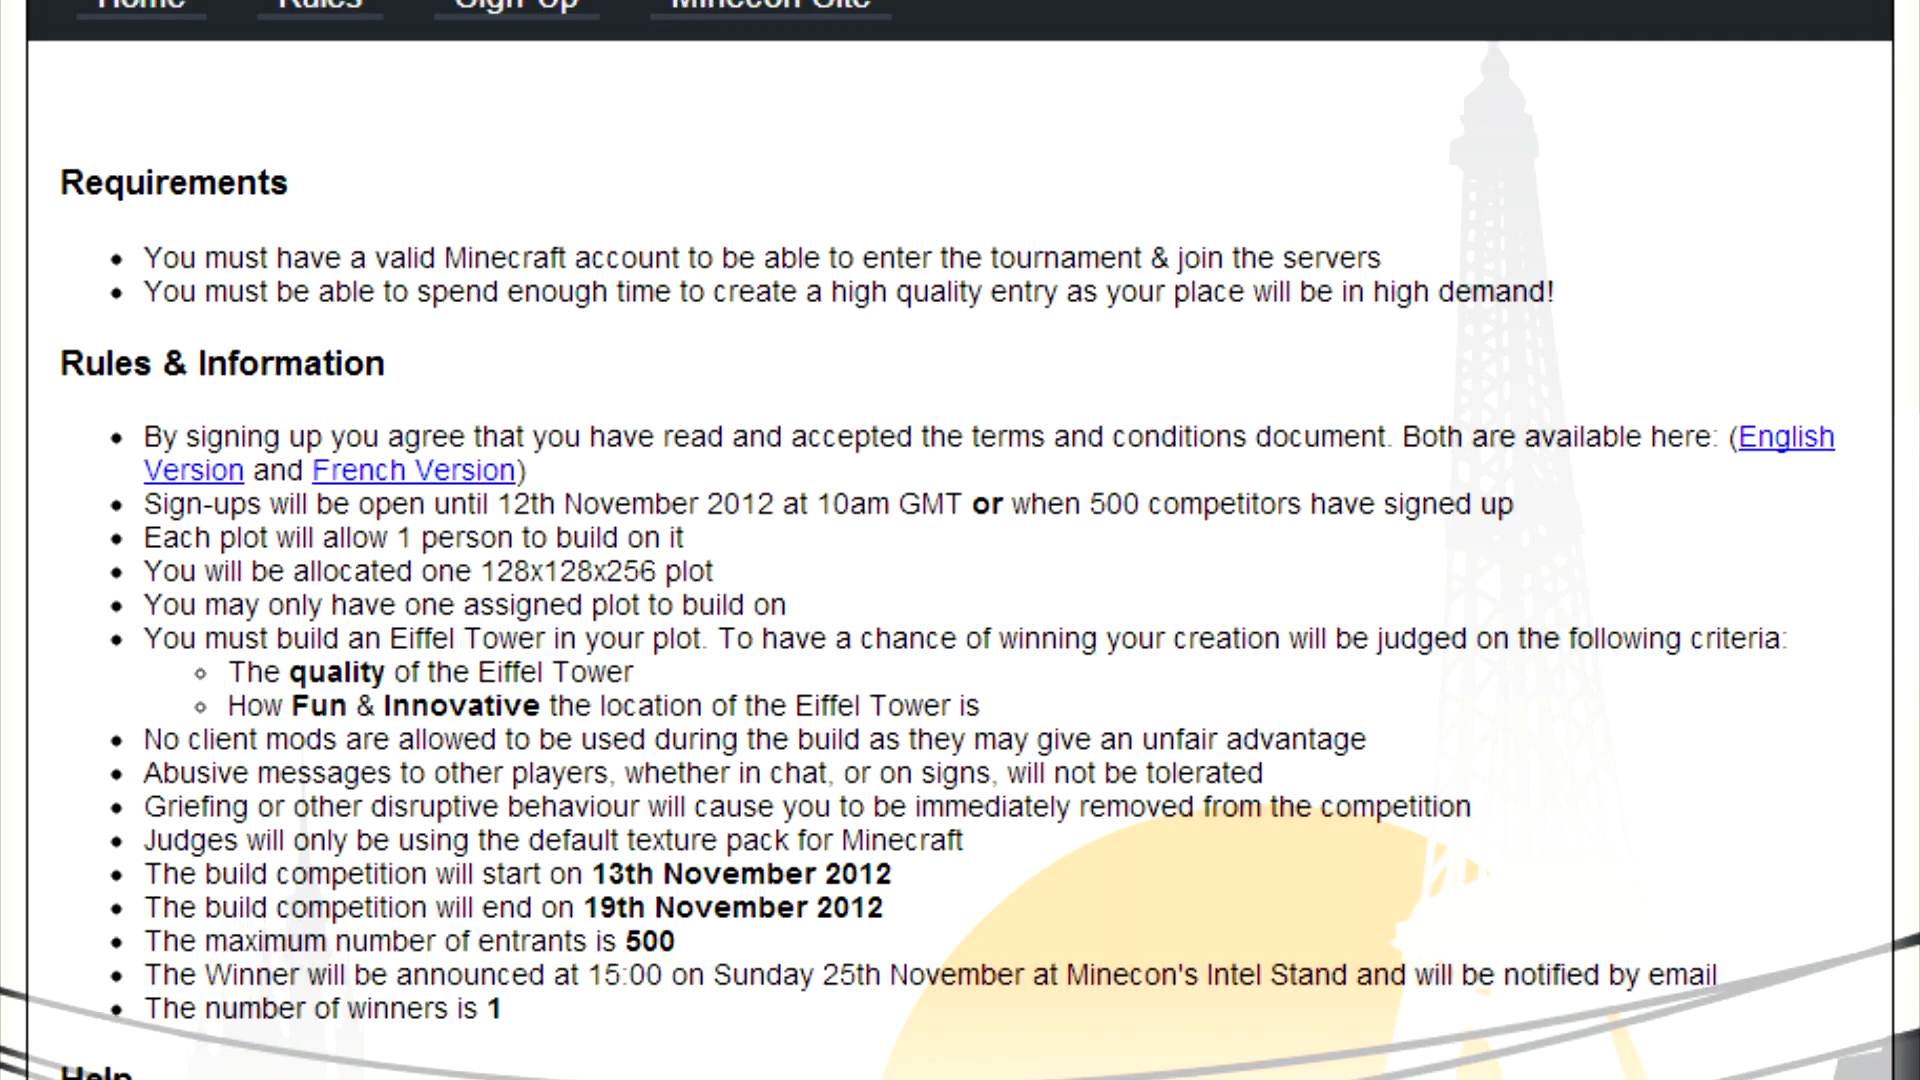 Home Rules Sign-Up Minecon Site
Requirements
You must have a valid Minecraft account to be able to enter the tournament & join the servers
You must be able to spend enough time to create a high quality entry as your place will be in high demand!
Rules & Information
By signing up you agree that you have read and accepted the terms and conditions document. Both are available here: (English
Version and French Version)
Sign-ups will be open until 12th November 2012 at 10am GMT or when 500 competitors have signed up
Each plot will allow 1 person to build on it
You will be allocated one 128x128x256 plot
You may only have one assigned plot to build on
You must build an Eiffel Tower in your plot. To have a chance of winning your creation will be judged on the following criteria:
The quality of the Eiffel Tower
How Fun & Innovative the location of the Eiffel Tower is
No client mods are allowed to be used during the build as they may give an unfair advantage
Abusive messages to other players, whether in chat, or on signs, will not be tolerated
Griefing or other disruptive behaviour will cause you to be immediately removed from the competition
Judges will only be using the default texture pack for Minecraft
The build competition will start on 13th November 2012
The build competition will end on 19th November 2012
The maximum number of entrants is 500
The Winner will be announced at 15:00 on Sunday 25th November at Minecon's Intel Stand and will be notified by email
The number of winners is 1
Help